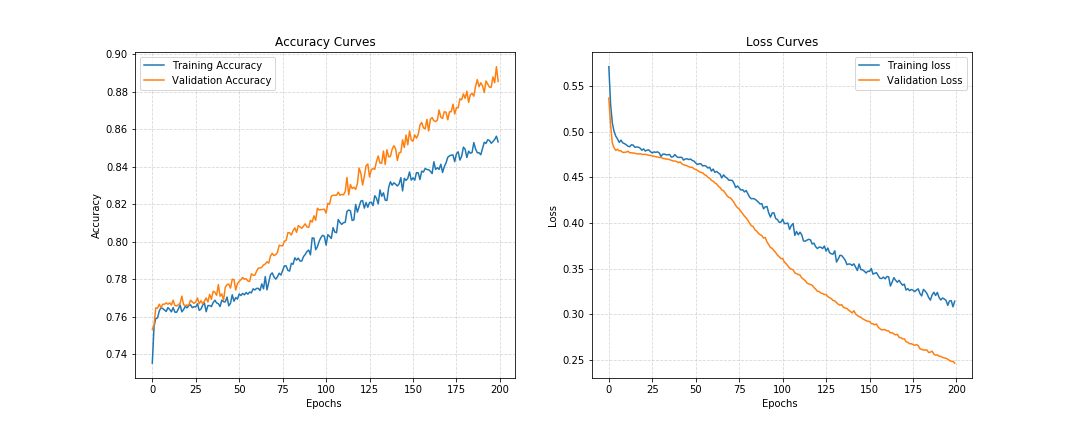 Accuracy Curves
Training Accuracy
Validation Accuracy
0.90
0.88
0.86
0.84
0.82
0.80
0.78
0.76
0.74
Accuracy
0 25 50 75 100 125 150 175 200
Epochs
Loss Curves
Training loss
Validation Loss
0.55
0.50
0.45
0.40
0.35
0.30
0.25
Loss
0 25 50 75 100 125 150 175 200
Epochs